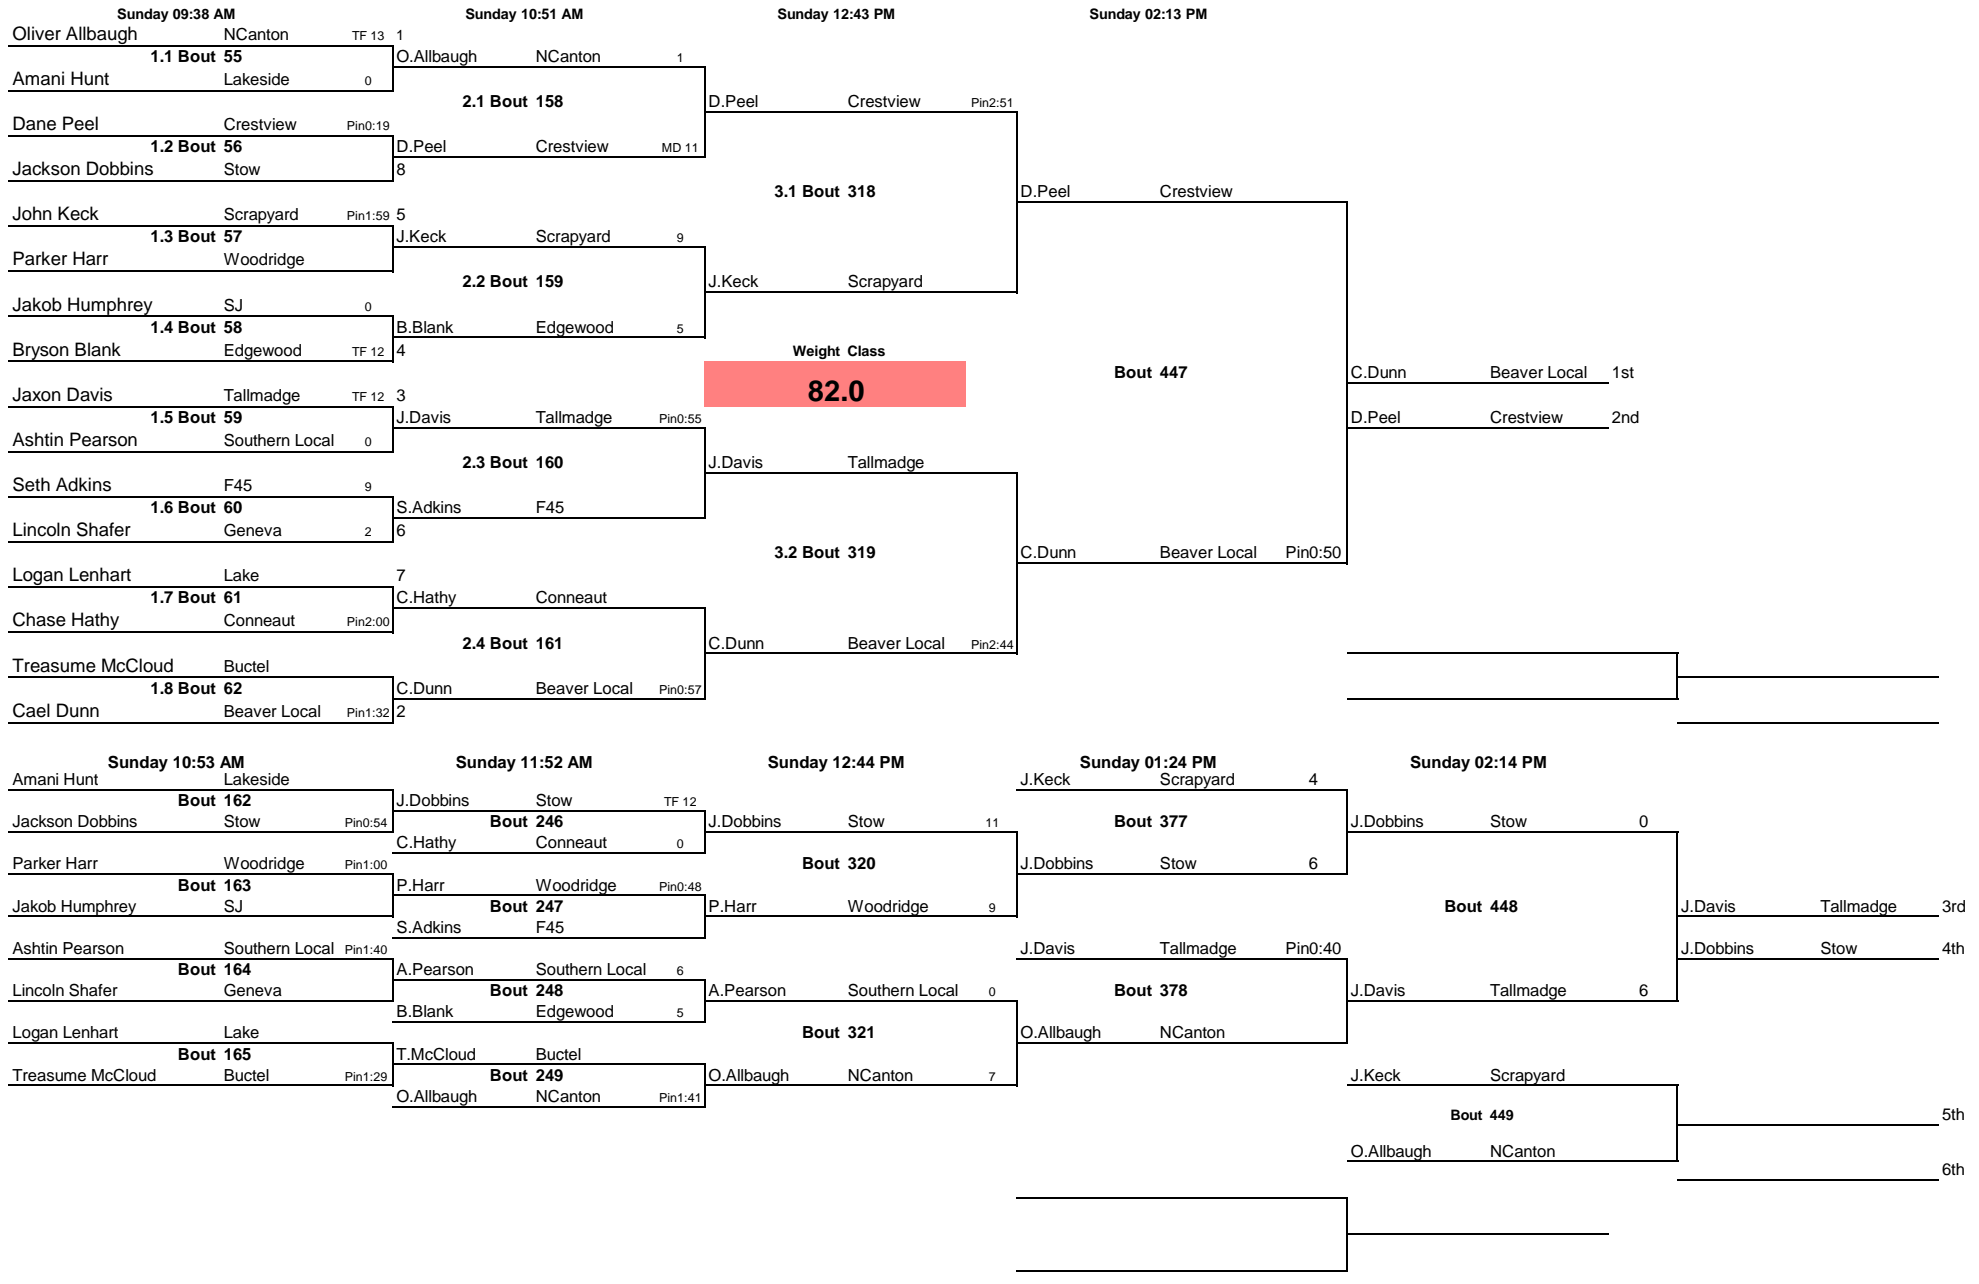 Sunday 09:38 AM Sunday 10:51 AM Sunday 12:43 PM Sunday 02:13 PM
Oliver Allbaugh NCanton TF 13 1
1.1 Bout 55 O.Allbaugh NCanton 1
Amani Hunt Lakeside 0
2.1 Bout 158 D.Peel Crestview Pin2:51
Dane Peel Crestview Pin0:19
1.2 Bout 56 D.Peel Crestview MD 11
Jackson Dobbins Stow 8
3.1 Bout 318 D.Peel Crestview
John Keck Scrapyard Pin1:59 5
1.3 Bout 57 J.Keck Scrapyard 9
Parker Harr Woodridge
2.2 Bout 159 J.Keck Scrapyard
Jakob Humphrey SJ 0
1.4 Bout 58 B.Blank Edgewood 5
Bryson Blank Edgewood TF 12 4 Weight Class
Bout 447 C.Dunn Beaver Local 1st
Jaxon Davis Tallmadge TF 12 3 82.0
1.5 Bout 59 J.Davis Tallmadge Pin0:55 D.Peel Crestview 2nd
Ashtin Pearson Southern Local 0
2.3 Bout 160 J.Davis Tallmadge
Seth Adkins F45 9
1.6 Bout 60 S.Adkins F45
Lincoln Shafer Geneva 2 6
3.2 Bout 319 C.Dunn Beaver Local Pin0:50
Logan Lenhart Lake 7
1.7 Bout 61 C.Hathy Conneaut
Chase Hathy Conneaut Pin2:00
2.4 Bout 161 C.Dunn Beaver Local Pin2:44
Treasume McCloud Buctel
1.8 Bout 62 C.Dunn Beaver Local Pin0:57
Cael Dunn Beaver Local Pin1:32 2
Sunday 10:53 AM Sunday 11:52 AM Sunday 12:44 PM Sunday 01:24 PM Sunday 02:14 PM
Amani Hunt Lakeside J.Keck Scrapyard 4
Bout 162 J.Dobbins Stow TF 12
Jackson Dobbins Stow Pin0:54 Bout 246 J.Dobbins Stow 11 Bout 377 J.Dobbins Stow 0
C.Hathy Conneaut 0
Parker Harr Woodridge Pin1:00 Bout 320 J.Dobbins Stow 6
Bout 163 P.Harr Woodridge Pin0:48
Jakob Humphrey SJ Bout 247 P.Harr Woodridge 9 Bout 448 J.Davis Tallmadge 3rd
S.Adkins F45
Ashtin Pearson Southern Local Pin1:40 J.Davis Tallmadge Pin0:40 J.Dobbins Stow 4th
Bout 164 A.Pearson Southern Local 6
Lincoln Shafer Geneva Bout 248 A.Pearson Southern Local 0 Bout 378 J.Davis Tallmadge 6
B.Blank Edgewood 5
Logan Lenhart Lake Bout 321 O.Allbaugh NCanton
Bout 165 T.McCloud Buctel
Treasume McCloud Buctel Pin1:29 Bout 249 O.Allbaugh NCanton 7 J.Keck Scrapyard
O.Allbaugh NCanton Pin1:41
Bout 449 5th
O.Allbaugh NCanton
6th